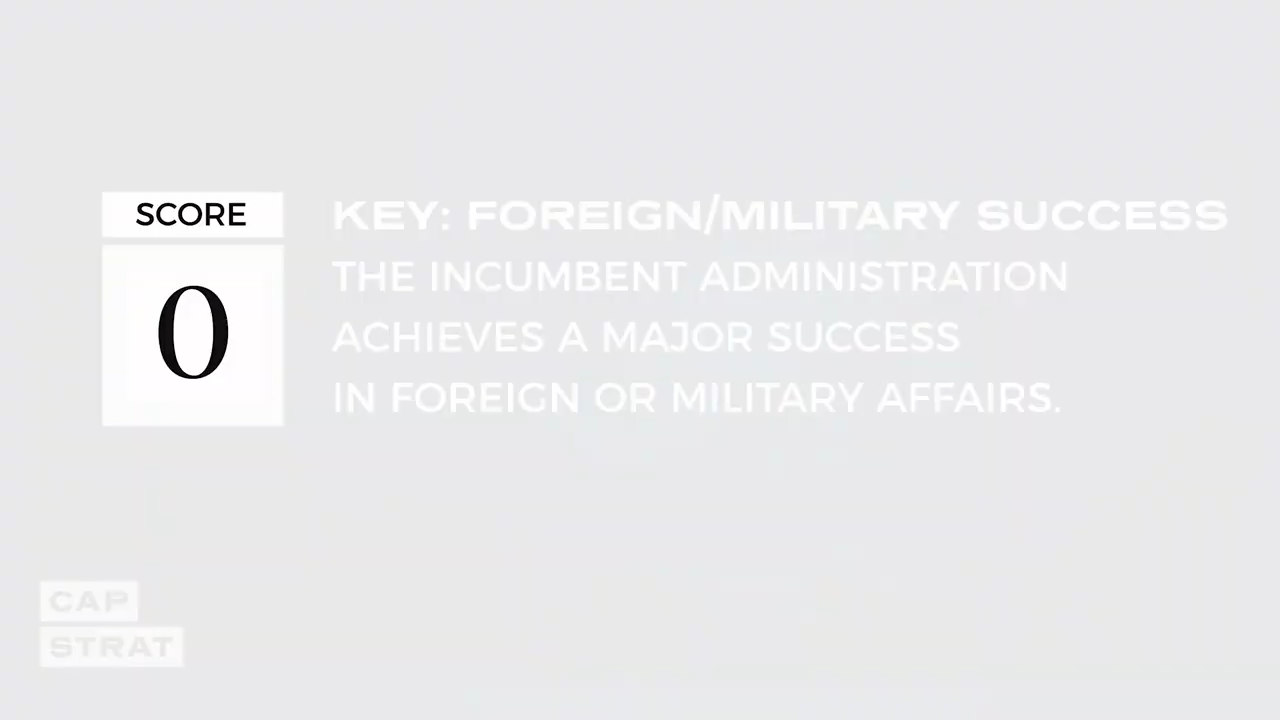 SCORE
0
KEY: FOREIGN/MILITARY SUCCESS
THE INCUMBENT ADMINISTRATION
ACHIEVES A MAJOR SUCCESS
IN FOREIGN OR MILITARY AFFAIRS.
CAP
STRAT